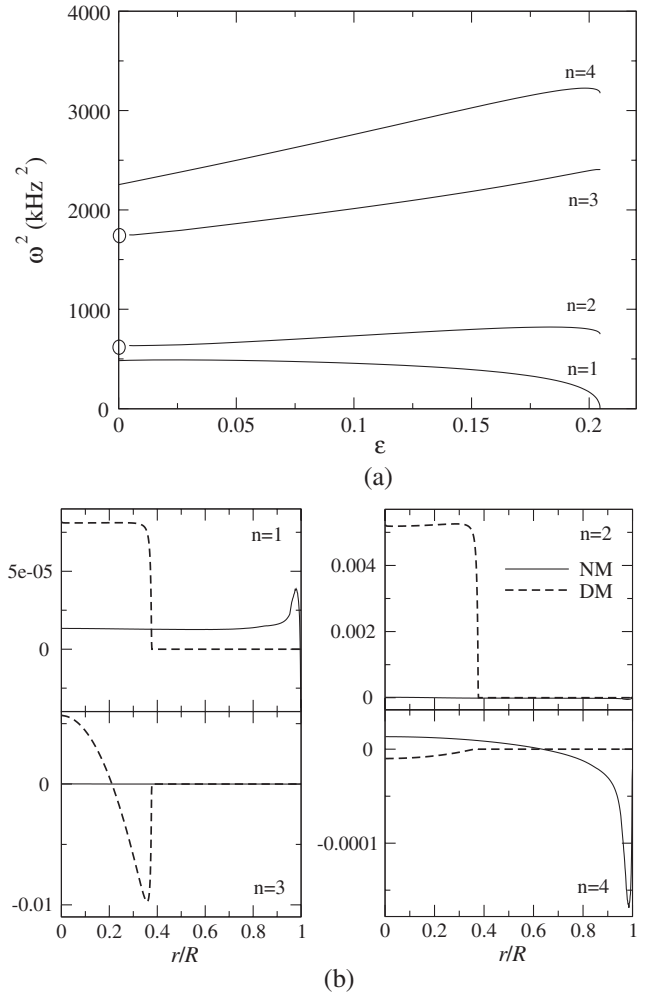 4000
n=4
3000
ω² (kHz²)
2000
n=3
n=2
1000
n=1
0
0 0.05 0.1 0.15 0.2
ε
(a)
n=1
5e-05
0
n=2
NM
DM
0.004
0.002
0
0
-0.01
n=3
0
-0.0001
n=4
0 0.2 0.4 0.6 0.8 1
r/R
0 0.2 0.4 0.6 0.8 1
r/R
(b)